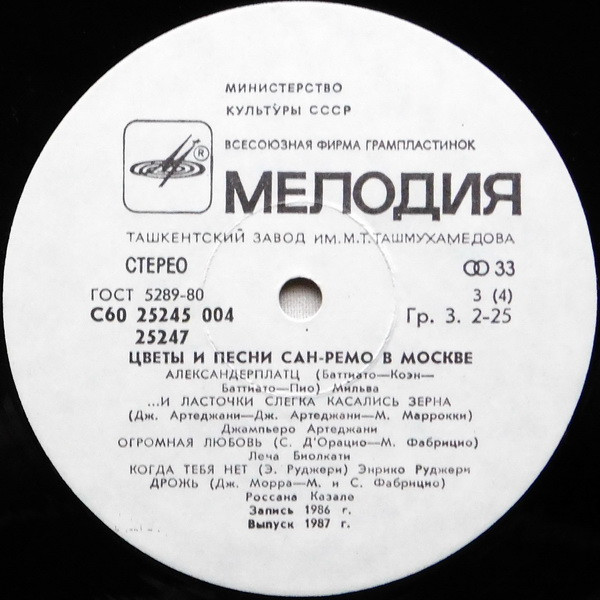 МИНИСТЕРСТВО
КУЛЬТУРЫ СССР
ВСЕСОЮЗНАЯ ФИРМА ГРАМПЛАСТИНОК
®
МЕЛОДИЯ
ТАШКЕНТСКИЙ ЗАВОД ИМ. М.Т. ТАШМУХАМЕДОВА
СТЕРЕО
33
ГОСТ 5289-80
3 (4)
С60 25245 004
Гр. 3. 2-25
25247
ЦВЕТЫ И ПЕСНИ САН-РЕМО В МОСКВЕ
АЛЕКСАНДЕРПЛАТЦ (Баттиато—Коэн—
Баттиато—Пио) Мильва
...И ЛАСТОЧКИ СЛЕГКА КАСАЛИСЬ ЗЕРНА
(Дж. Артеджани—Дж. Артеджани—М. Маррокки)
Джампьеро Артеджани
ОГРОМНАЯ ЛЮБОВЬ (С. Д'Орацио—М. Фабрицио)
Леча Биолкати
КОГДА ТЕБЯ НЕТ (Э. Руджери) Энрико Руджери
ДРОЖЬ (Дж. Морра—М. и С. Фабрицио)
Россана Казале
Запись 1986 г.
Выпуск 1987 г.